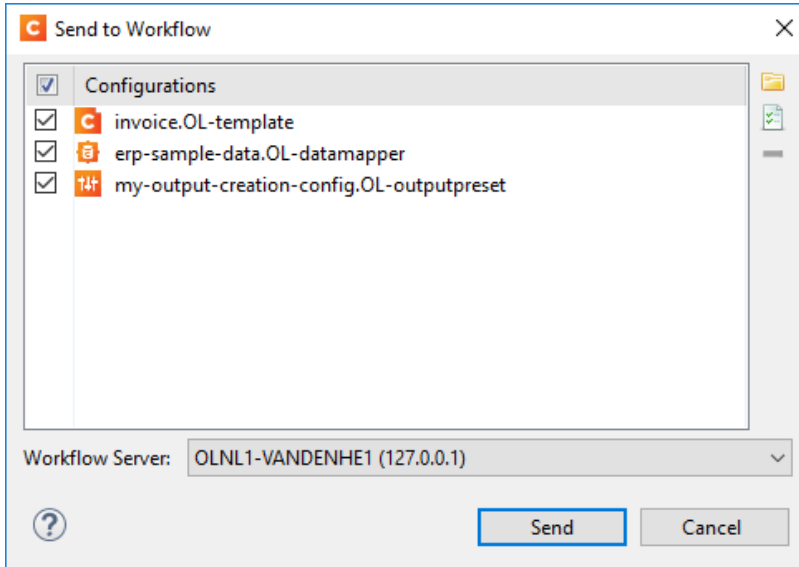 Send to Workflow
Configurations
invoice.OL-template
erp-sample-data.OL-datamapper
my-output-creation-config.OL-outputpreset
Workflow Server: OLNL1-VANDENHE1 (127.0.0.1)
Send Cancel